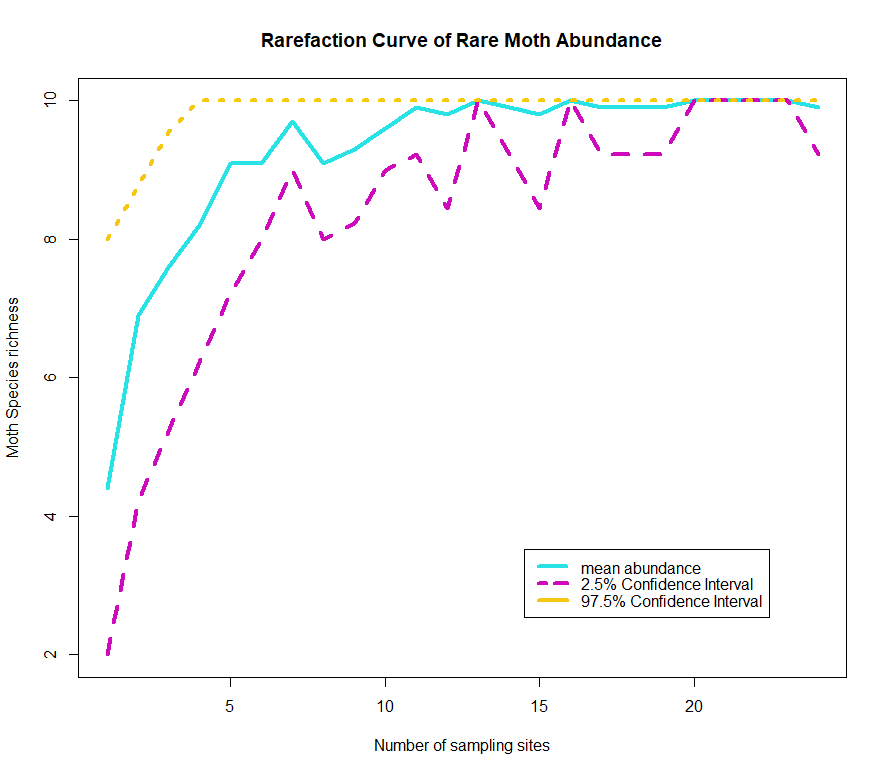 Rarefaction Curve of Rare Moth Abundance
10
8
6
4
2
Moth Species richness
mean abundance
2.5% Confidence Interval
97.5% Confidence Interval
5 10 15 20
Number of sampling sites